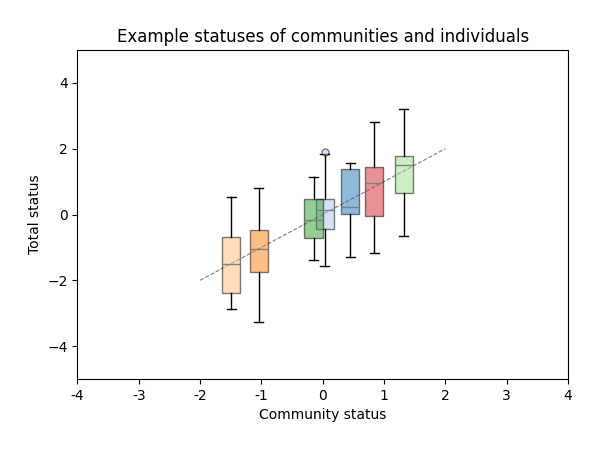 Example statuses of communities and individuals
Total status
4
2
0
−2
−4
-4 -3 -2 -1 0 1 2 3 4
Community status